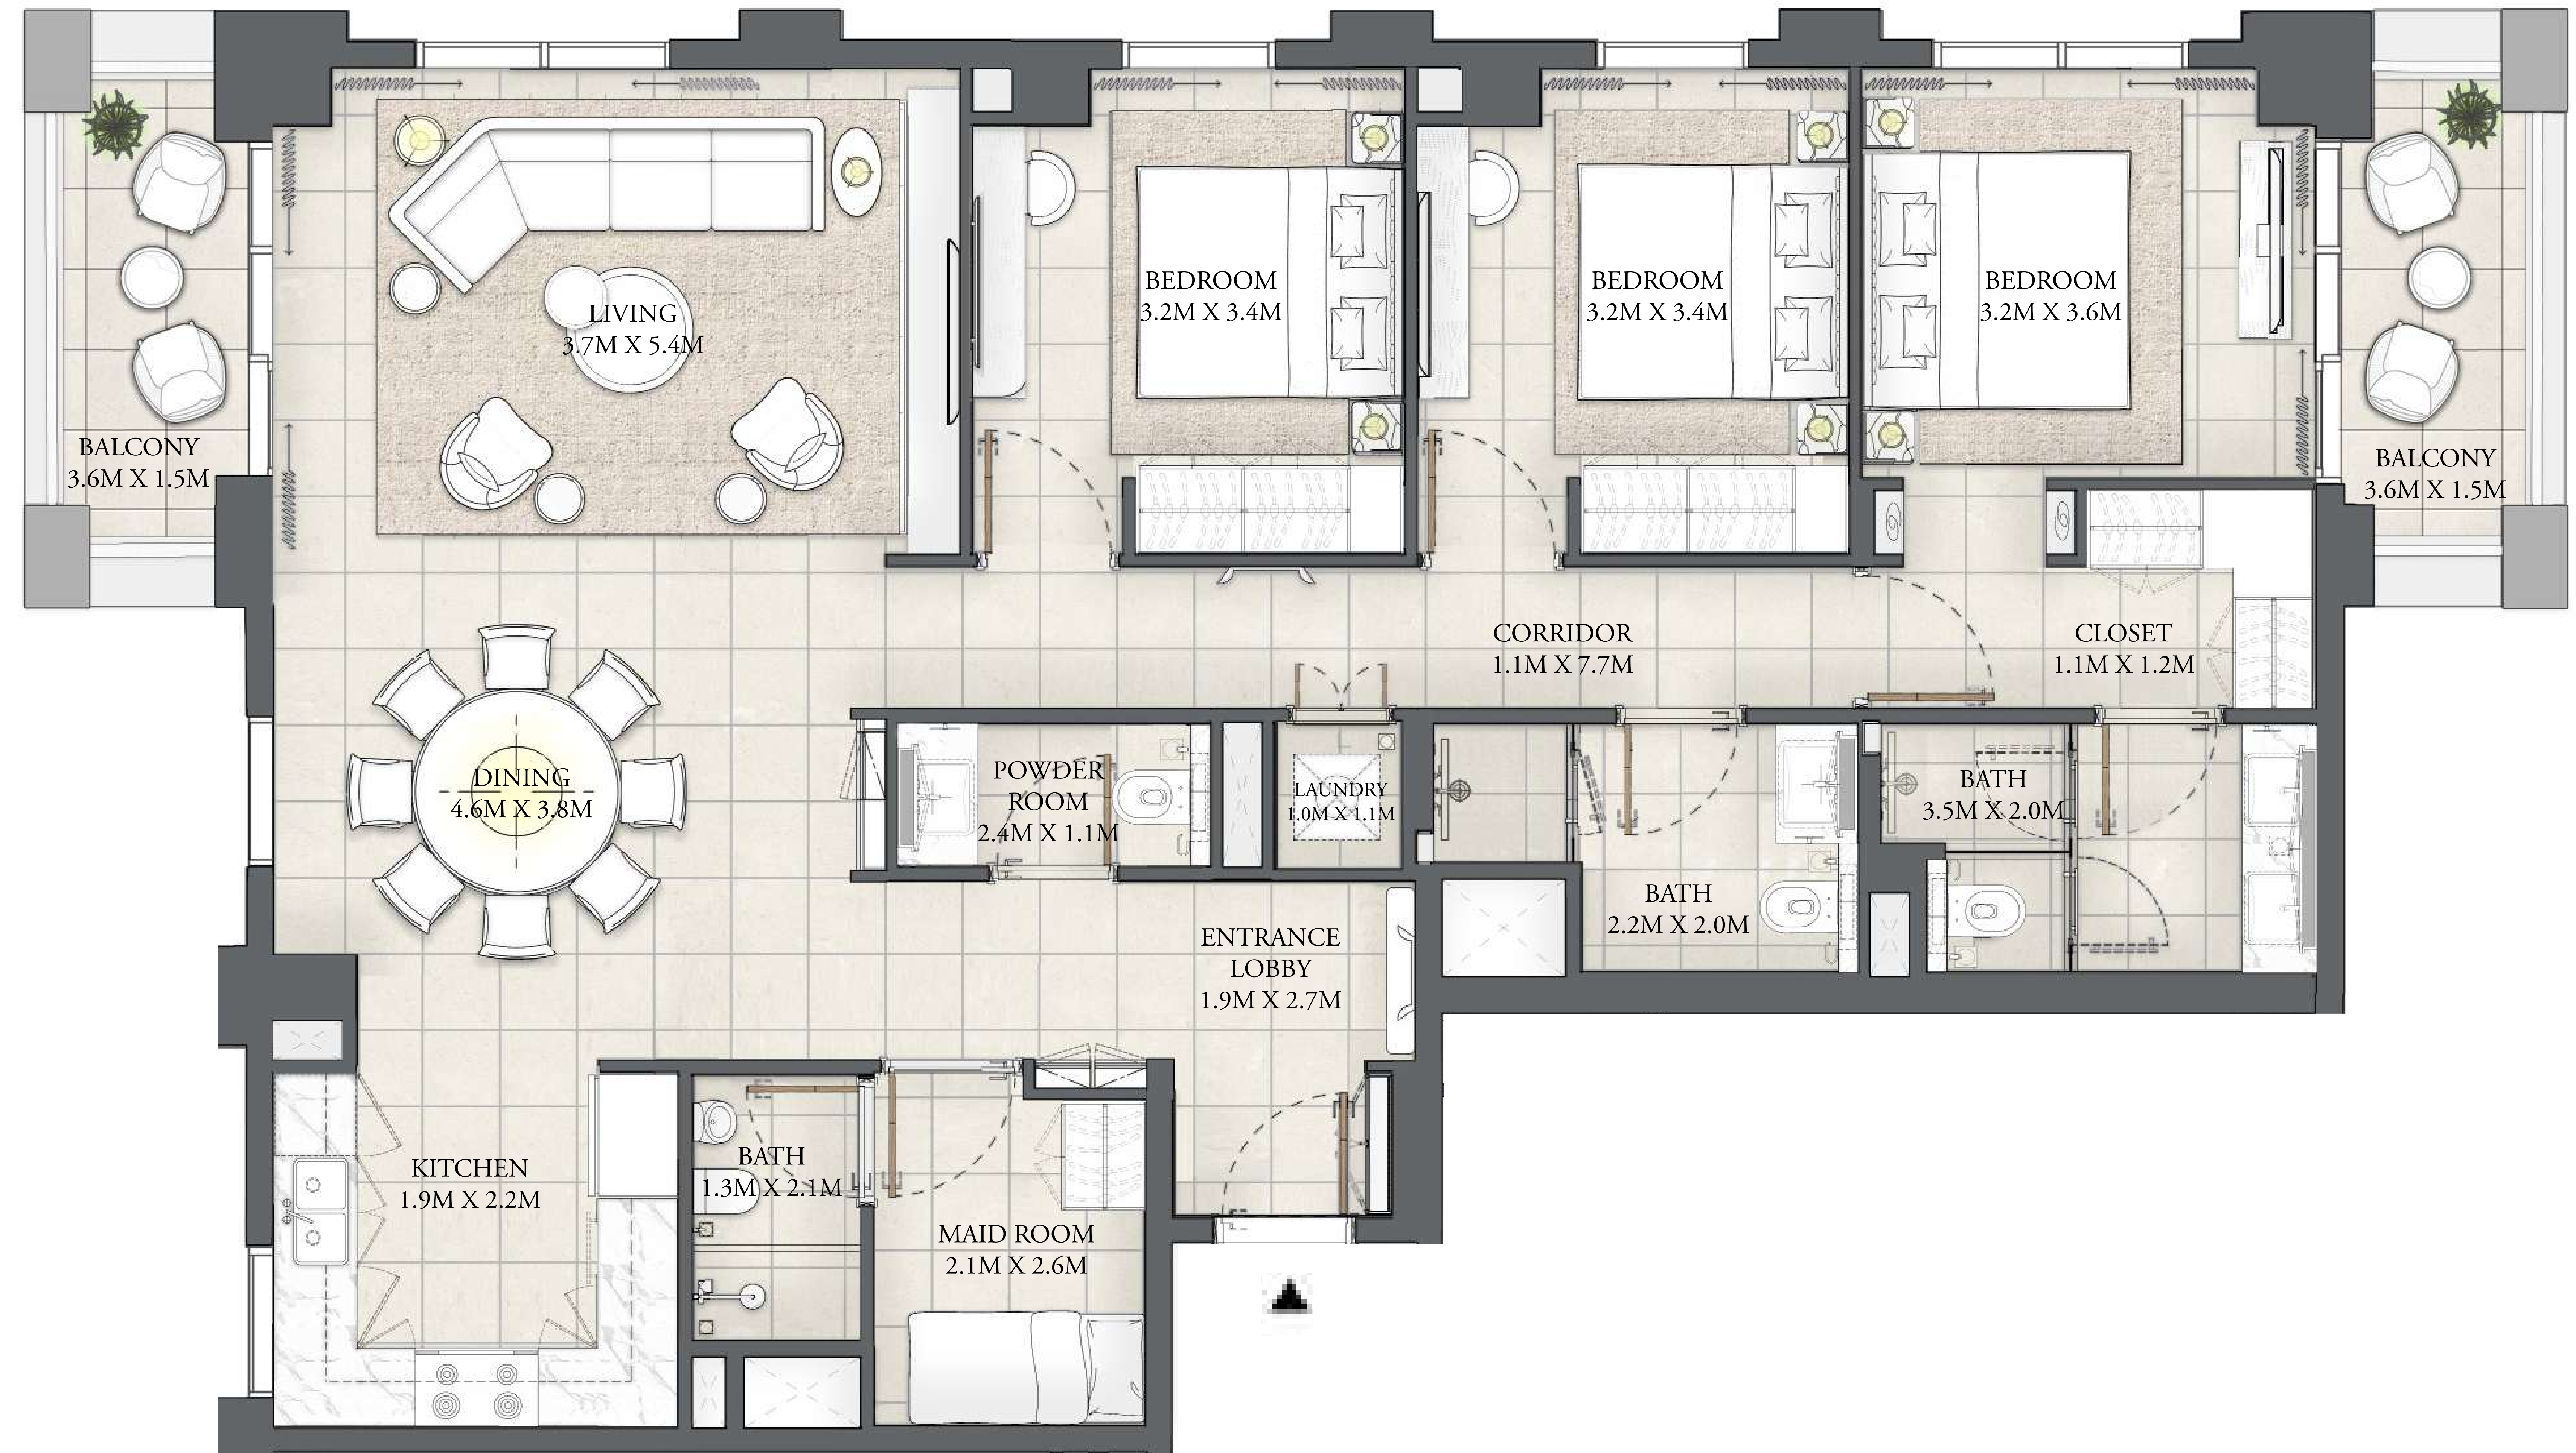 BEDROOM
3.2M X 3.4M
BEDROOM
3.2M X 3.4M
BEDROOM
3.2M X 3.6M
LIVING
3.7M X 5.4M
BALCONY
3.6M X 1.5M
BALCONY
3.6M X 1.5M
CORRIDOR
1.1M X 7.7M
CLOSET
1.1M X 1.2M
DINING
4.6M X 3.8M
POWDER
ROOM
2.4M X 1.1M
LAUNDRY
1.0M X 1.1M
BATH
3.5M X 2.0M
BATH
2.2M X 2.0M
ENTRANCE
LOBBY
1.9M X 2.7M
KITCHEN
1.9M X 2.2M
BATH
1.3M X 2.1M
MAID ROOM
2.1M X 2.6M